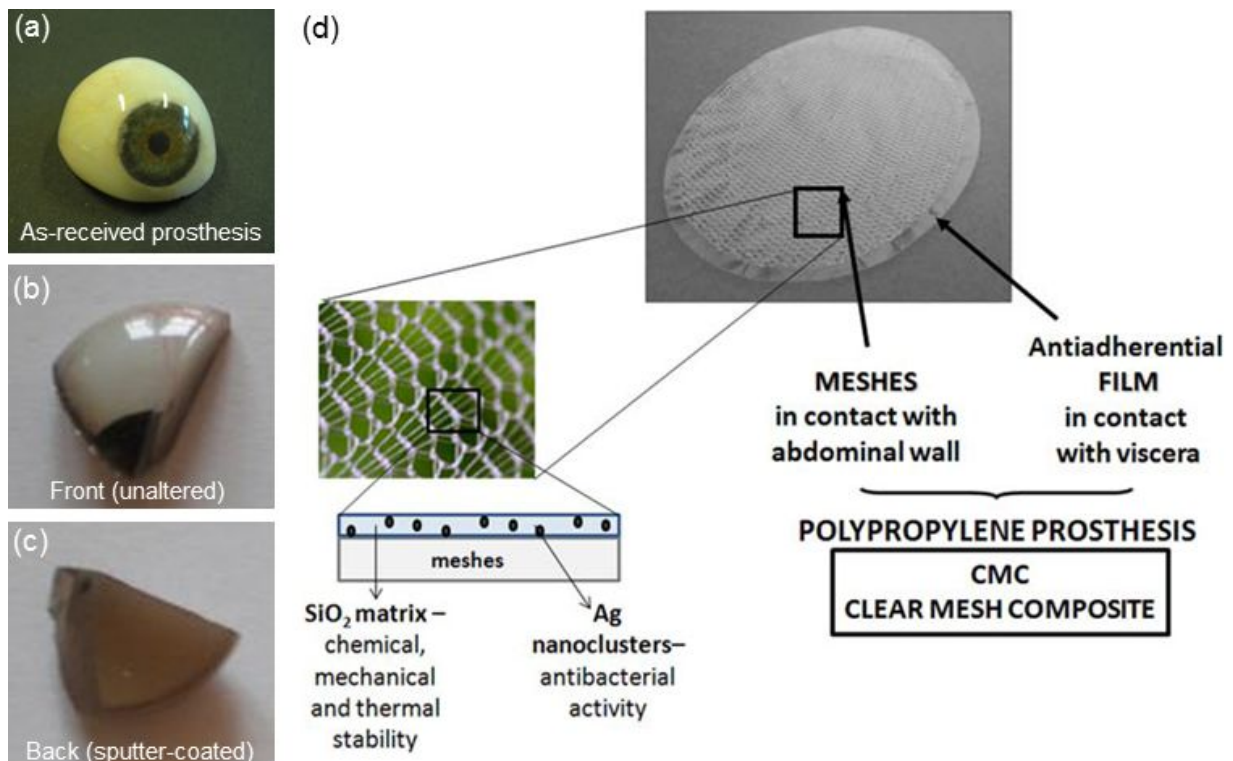 (a)
As-received prosthesis
(b)
Front (unaltered)
(c)
Back (sputter-coated)
(d)
MESHES
in contact with
abdominal wall
Antiadherential
FILM
in contact
with viscera
POLYPROPYLENE PROSTHESIS
CMC
CLEAR MESH COMPOSITE
meshes
SiO₂ matrix –
chemical,
mechanical
and thermal
stability
Ag
nanoclusters–
antibacterial
activity